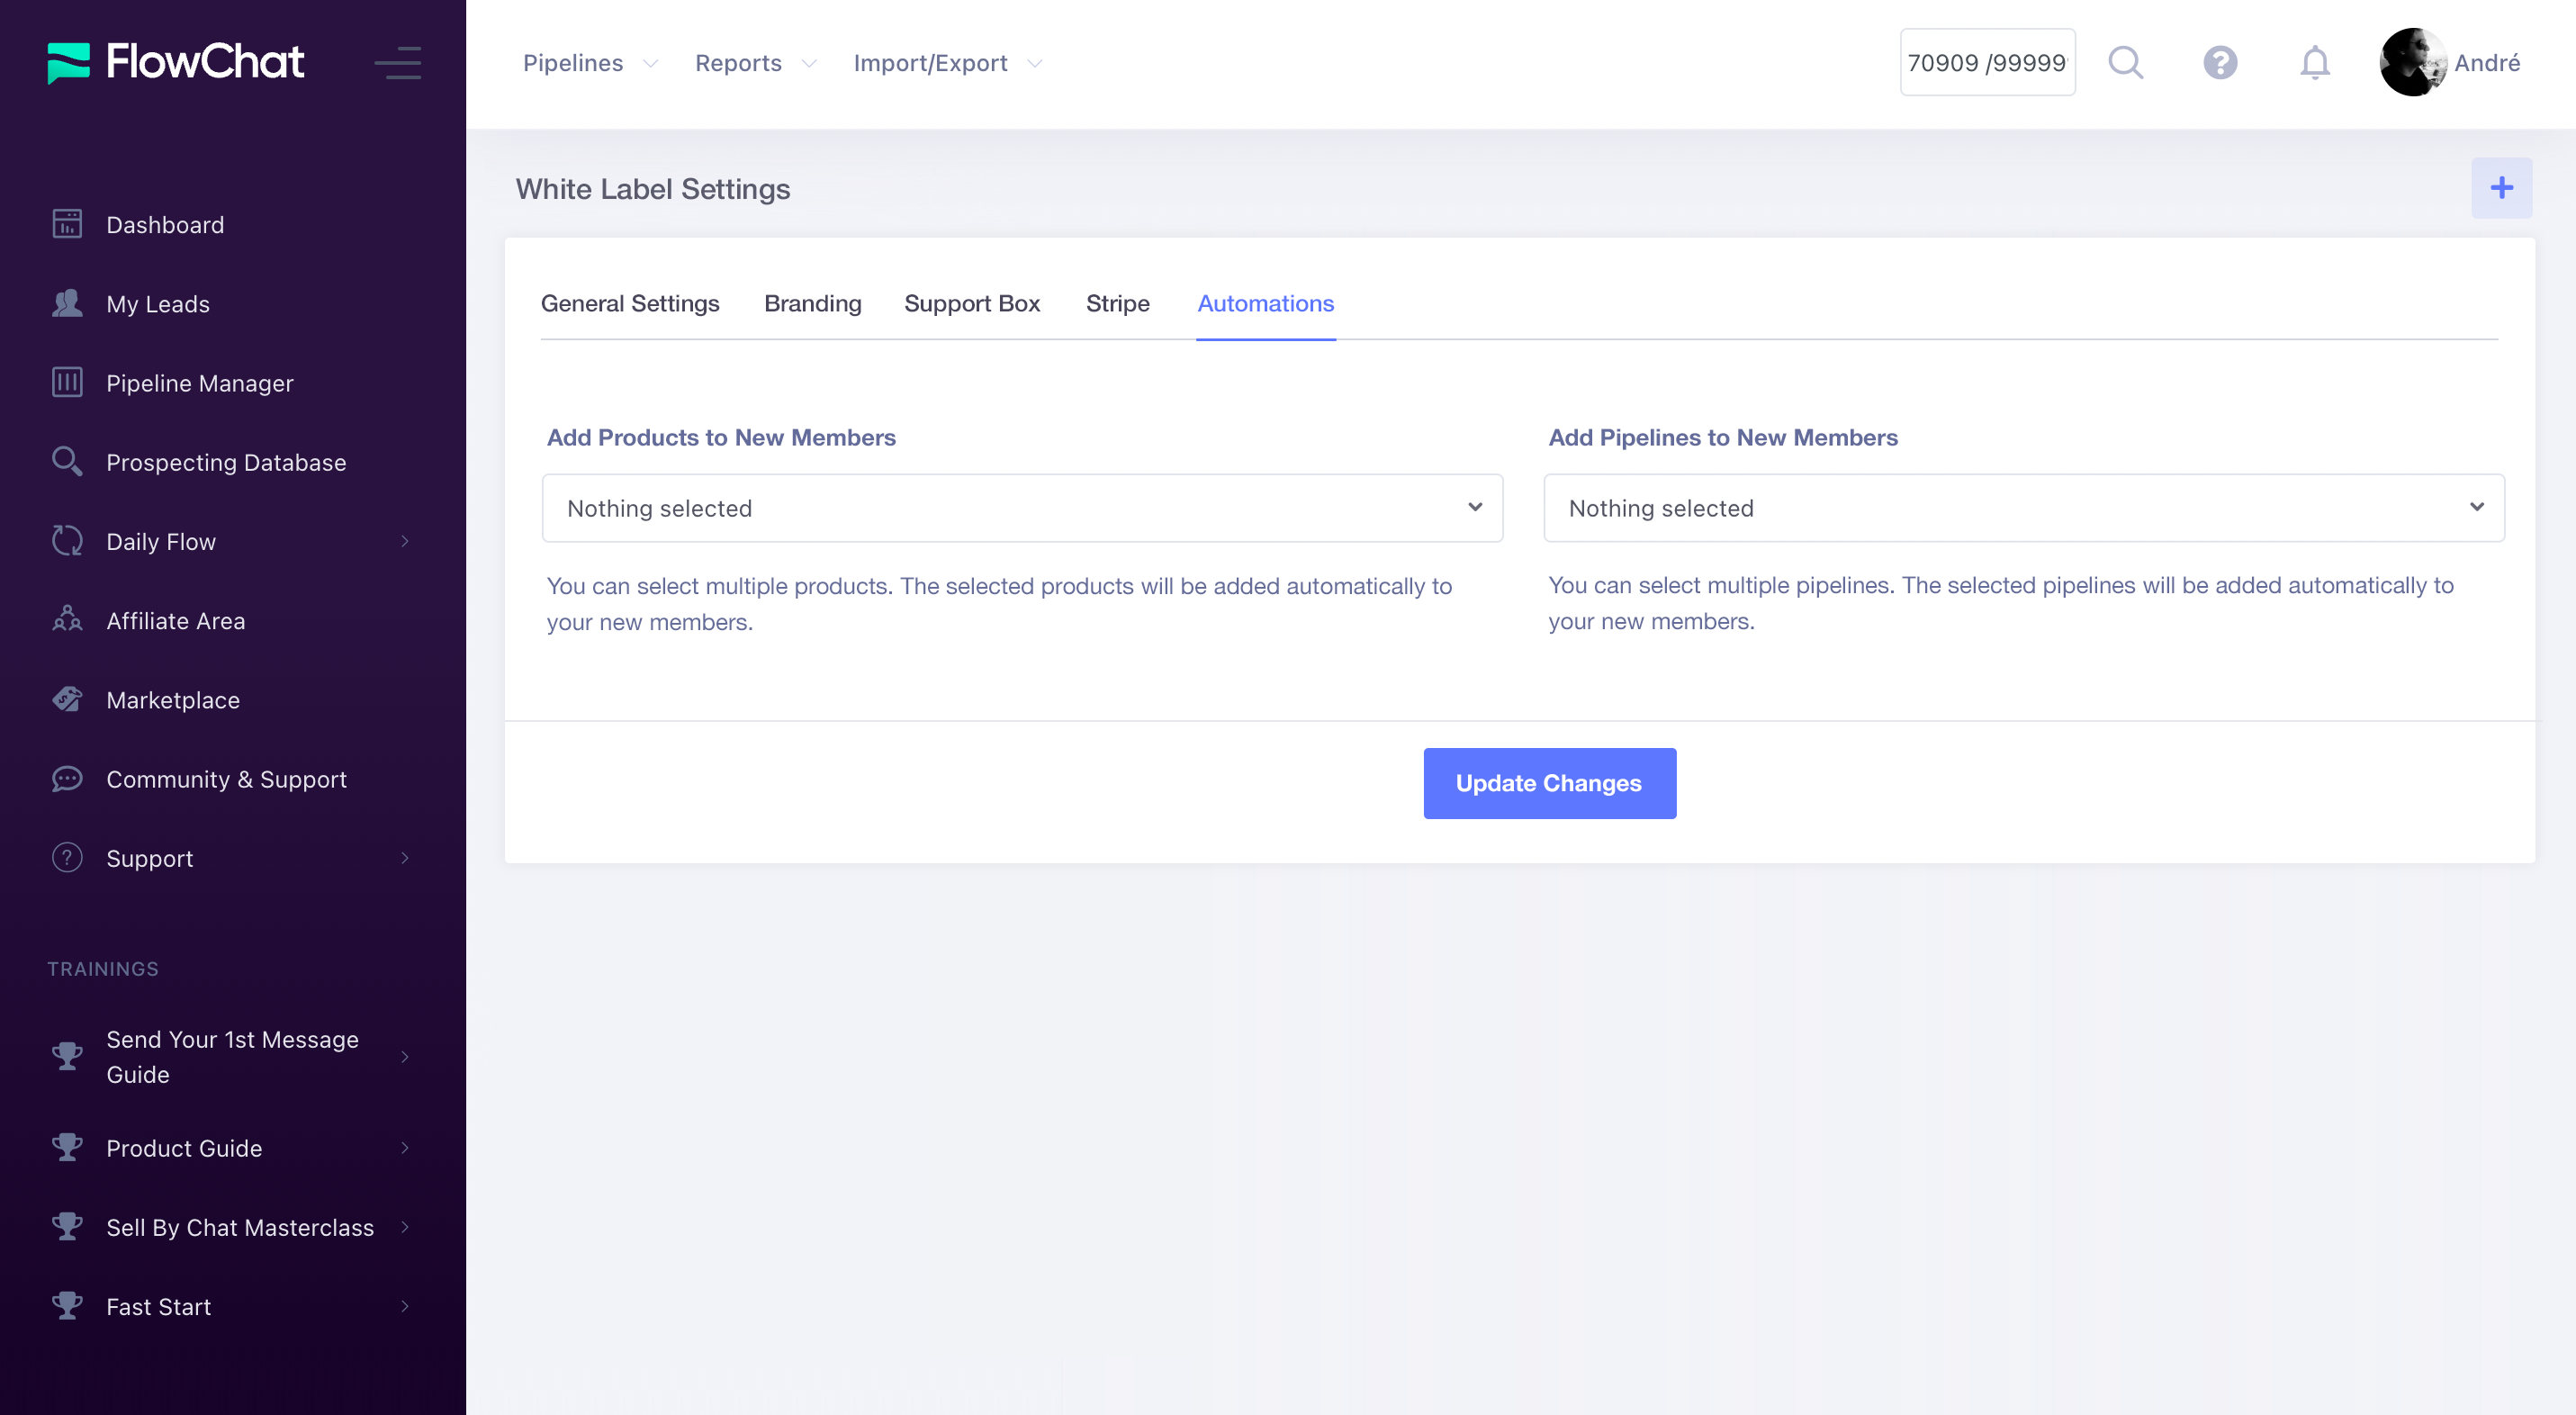 FlowChat
Pipelines
Reports
Import/Export
70909 /99999
André
Dashboard
My Leads
Pipeline Manager
Prospecting Database
Daily Flow
Affiliate Area
Marketplace
Community & Support
Support
TRAININGS
Send Your 1st Message
Guide
Product Guide
Sell By Chat Masterclass
Fast Start
White Label Settings
General Settings
Branding
Support Box
Stripe
Automations
Add Products to New Members
Nothing selected
You can select multiple products. The selected products will be added automatically to
your new members.
Add Pipelines to New Members
Nothing selected
You can select multiple pipelines. The selected pipelines will be added automatically to
your new members.
Update Changes